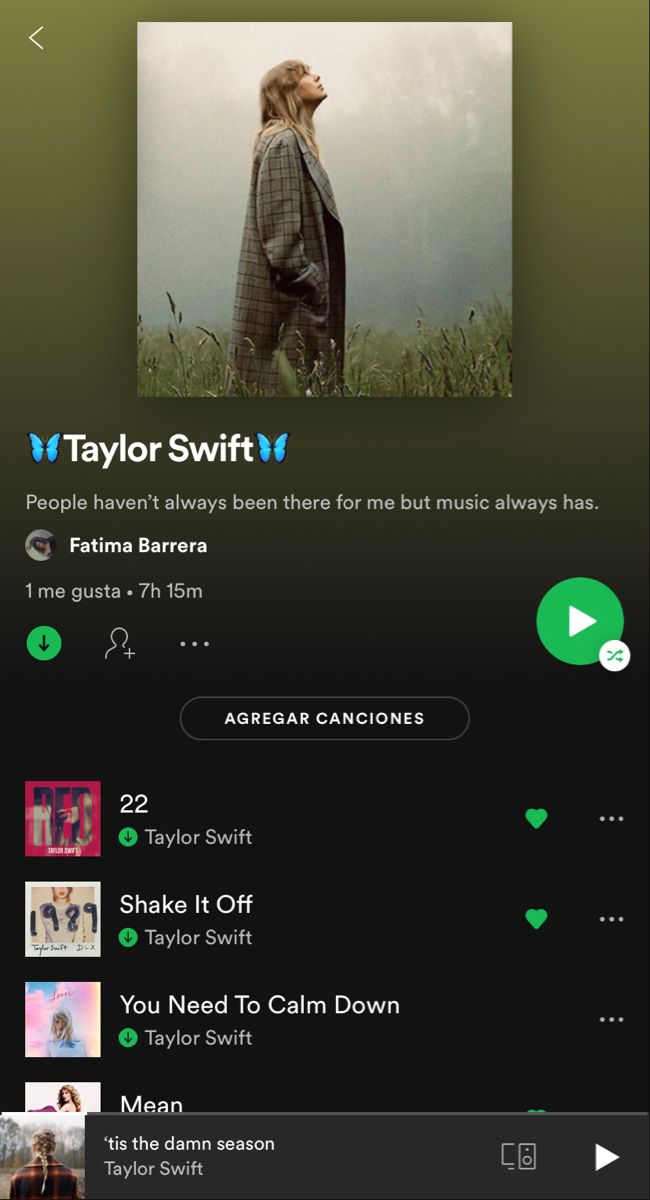 🦋Taylor Swift🦋
People haven’t always been there for me but music always has.
Fatima Barrera
1 me gusta • 7h 15m
AGREGAR CANCIONES
RED
TAYLOR SWIFT
22
Taylor Swift
1989
Taylor Swift D.L.X.
Shake It Off
Taylor Swift
Lover
You Need To Calm Down
Taylor Swift
Mean
‘tis the damn season
Taylor Swift